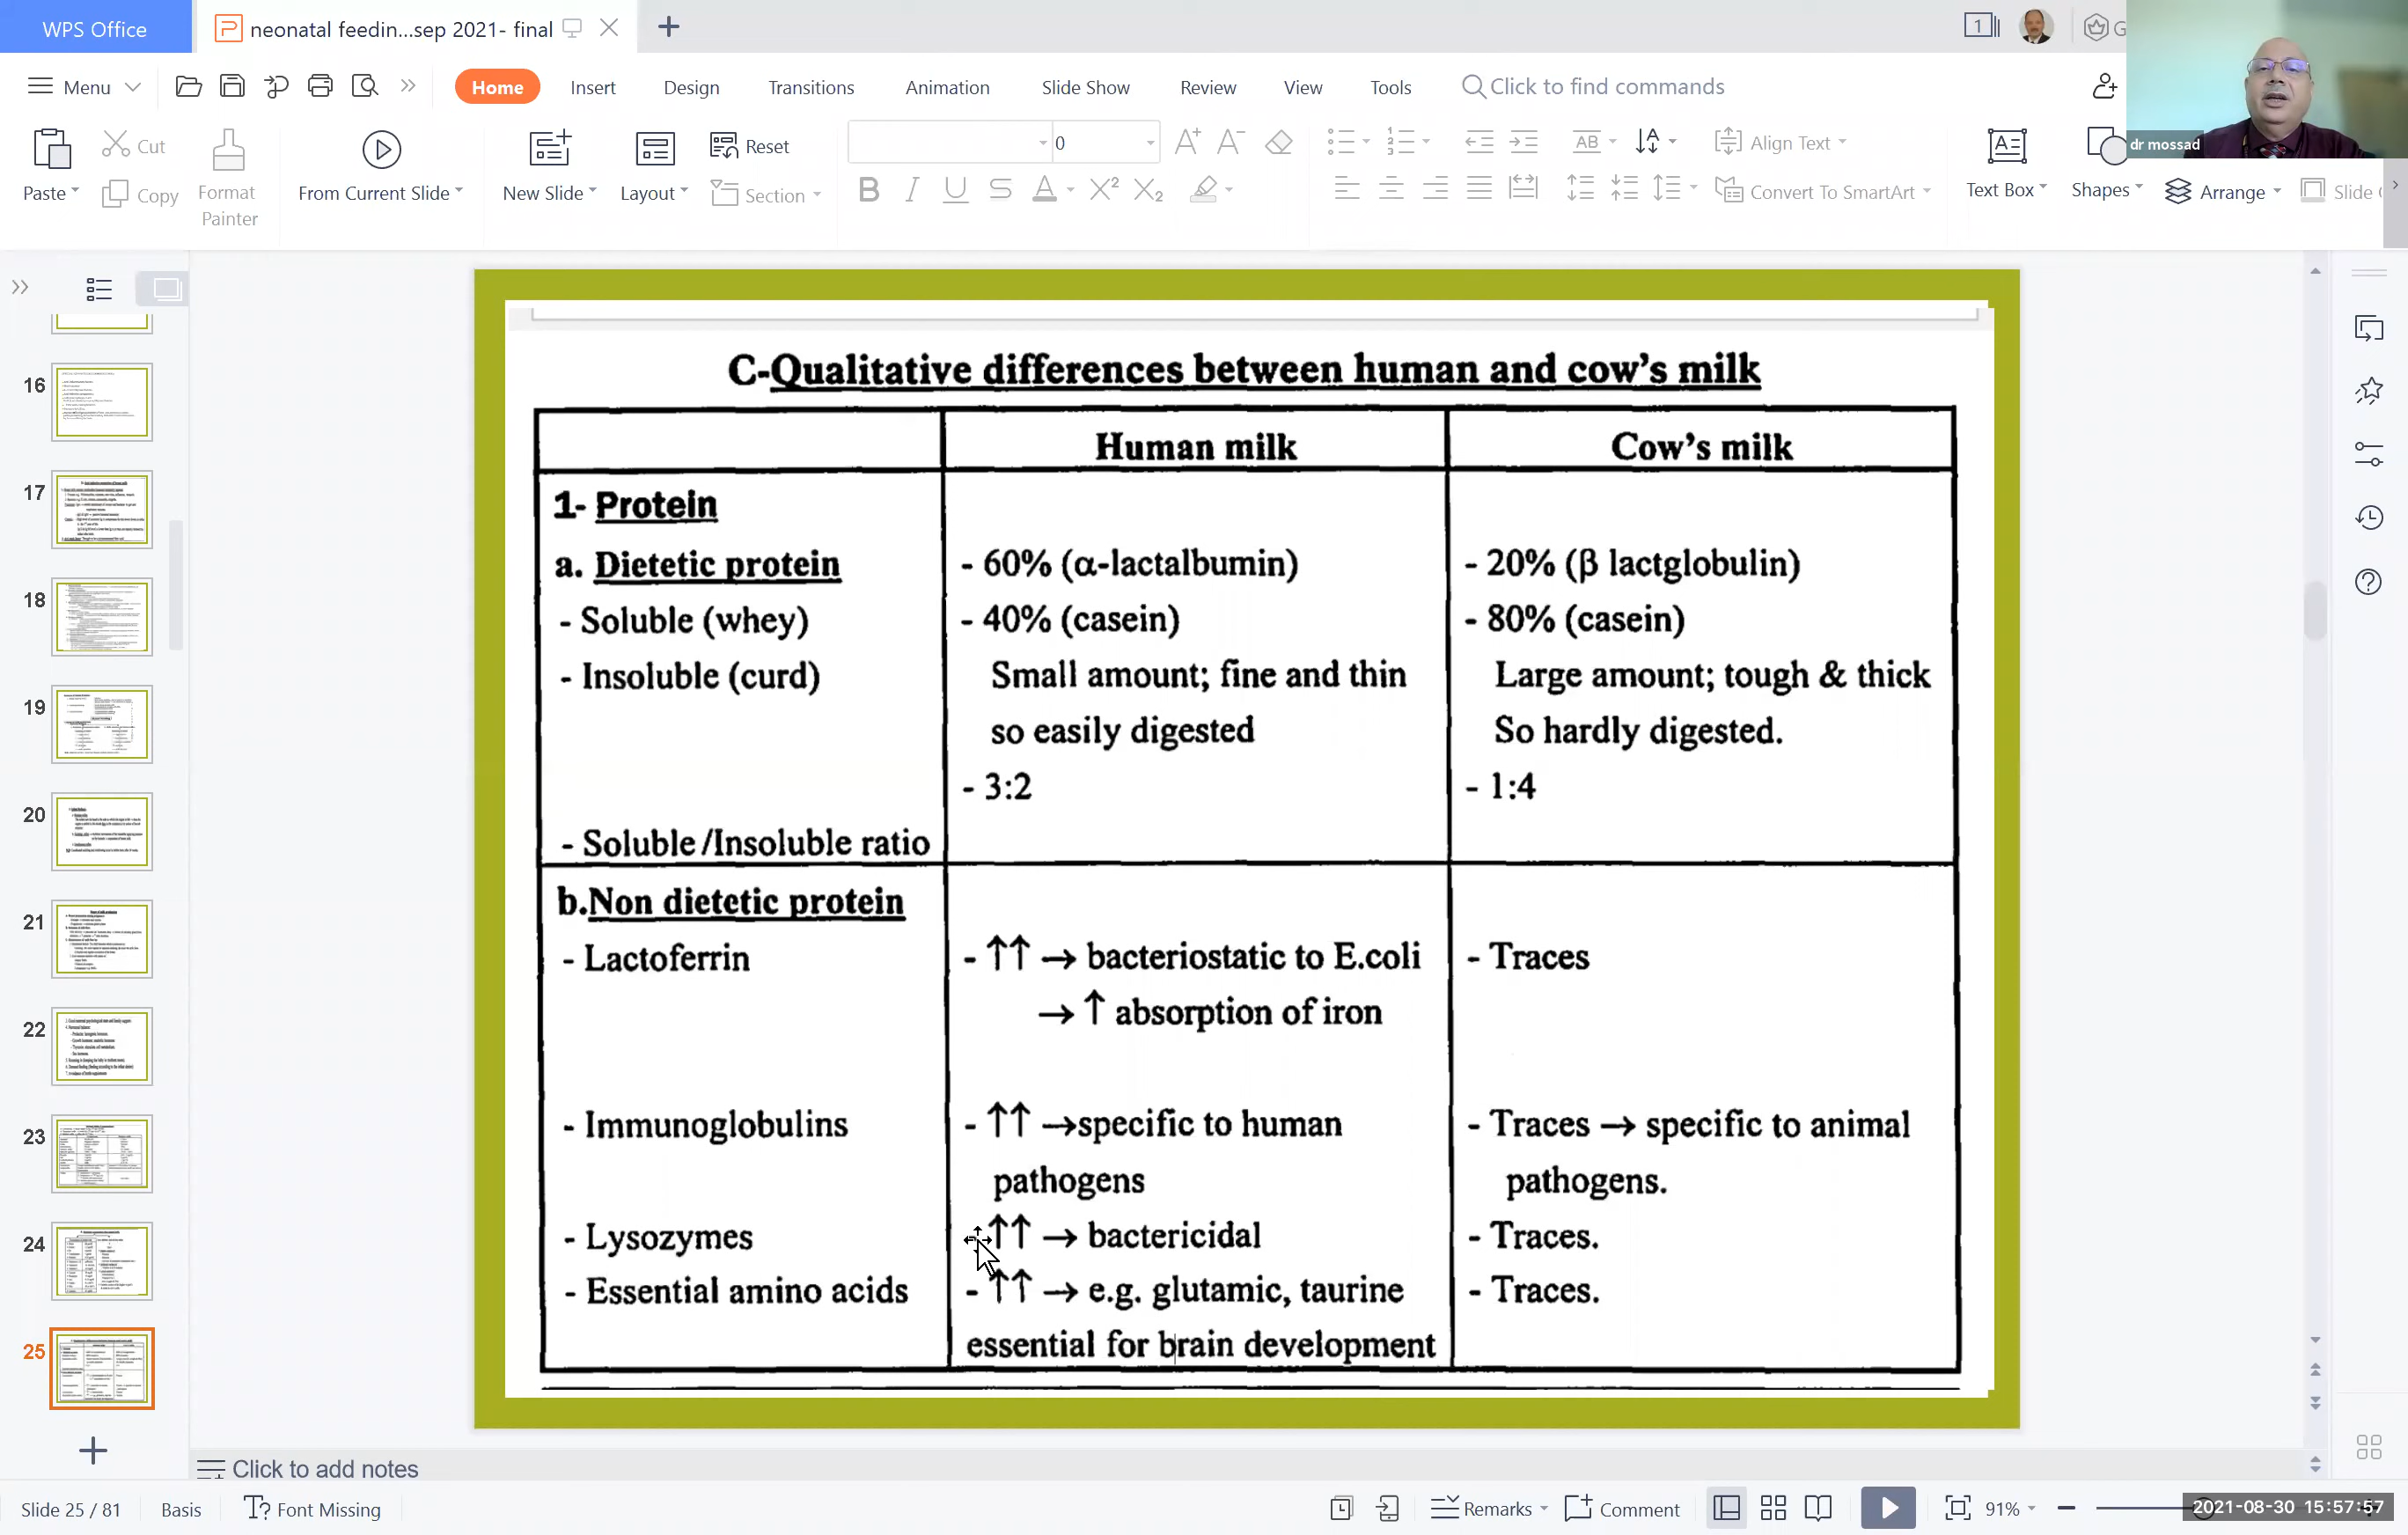 WPS Office
neonatal feedin...sep 2021- final
1
G
Menu
Home
Insert
Design
Transitions
Animation
Slide Show
Review
View
Tools
Click to find commands
Paste
Cut
Copy
Format
Painter
From Current Slide
New Slide
Layout
Reset
Section
0
Align Text
Convert To SmartArt
Text Box
Shapes
Arrange
Slide
dr mossad
16
17
18
19
20
21
22
23
24
25
C-Qualitative differences between human and cow's milk
Human milk
Cow's milk
1- Protein
a. Dietetic protein
- 60% (α-lactalbumin)
- 20% (β lactglobulin)
- Soluble (whey)
- 40% (casein)
- 80% (casein)
- Insoluble (curd)
Small amount; fine and thin
Large amount; tough & thick
so easily digested
So hardly digested.
- 3:2
- 1:4
- Soluble /Insoluble ratio
b.Non dietetic protein
- Lactoferrin
- ↑↑ → bacteriostatic to E.coli
- Traces
→ ↑ absorption of iron
- Immunoglobulins
- ↑↑ →specific to human
- Traces → specific to animal
pathogens
pathogens.
- Lysozymes
↑↑ → bactericidal
- Traces.
- Essential amino acids
- ↑↑ → e.g. glutamic, taurine
- Traces.
essential for brain development
Click to add notes
Slide 25 / 81
Basis
Font Missing
Remarks
Comment
91%
2021-08-30 15:57:57